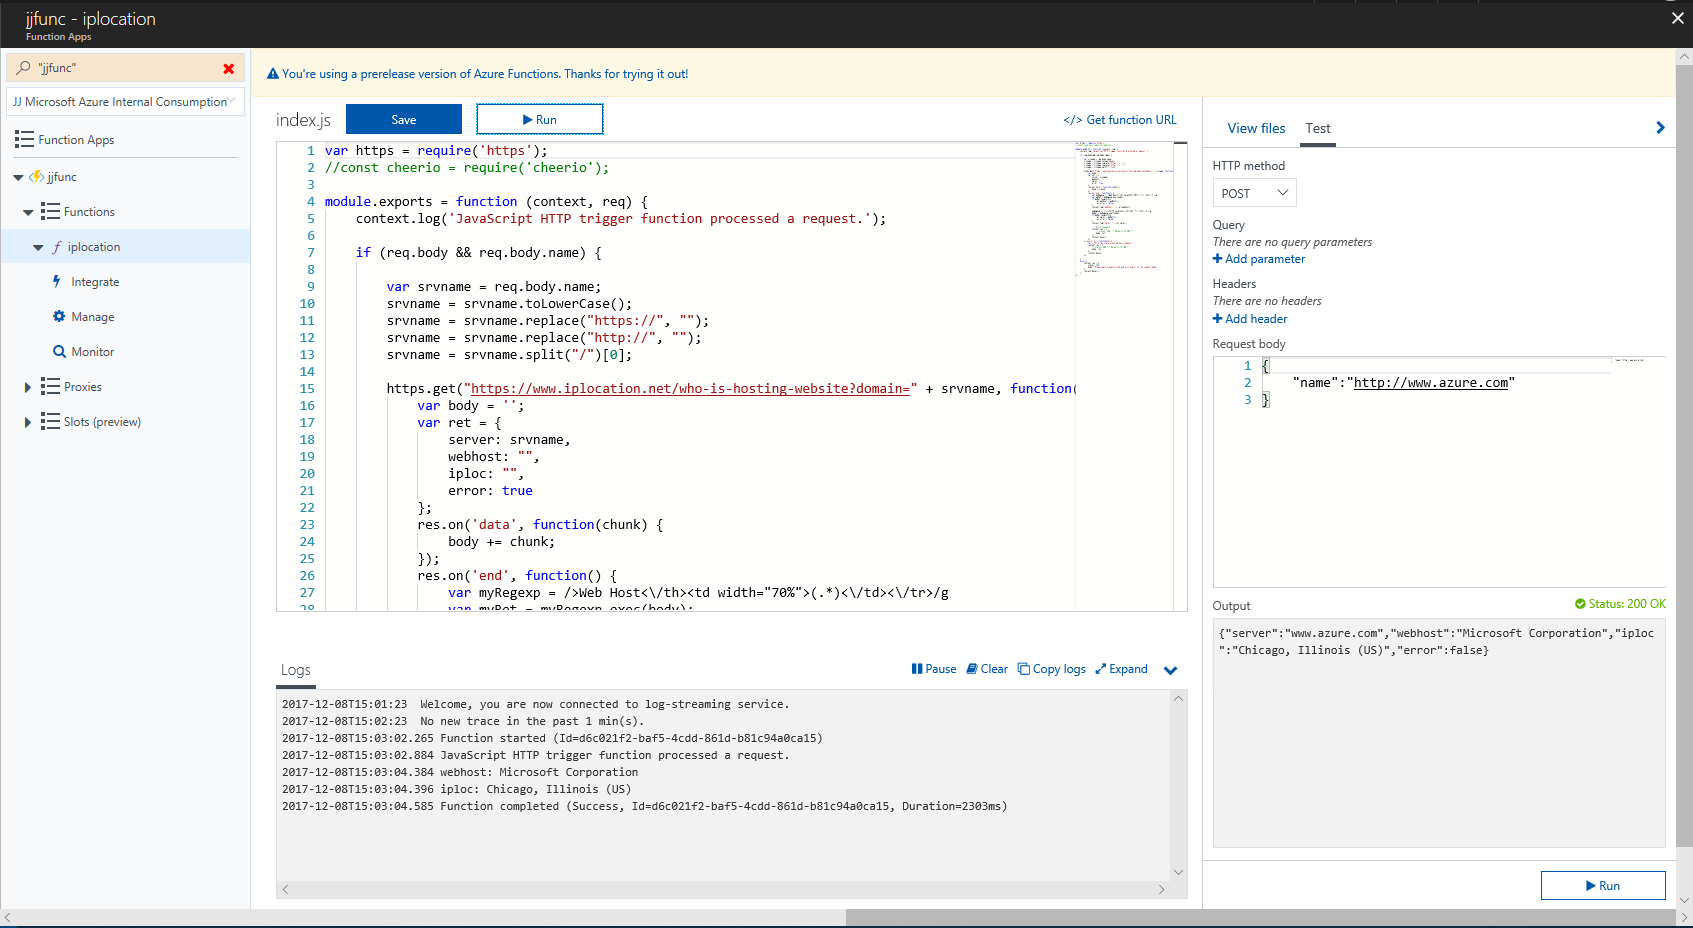 jjfunc - iplocation
Function Apps
"jjfunc"
JJ Microsoft Azure Internal Consumption
Function Apps
jjfunc
Functions
iplocation
Integrate
Manage
Monitor
Proxies
Slots (preview)
You're using a prerelease version of Azure Functions. Thanks for trying it out!
index.js
Save
Run
</> Get function URL
1 var https = require('https');
2 //const cheerio = require('cheerio');
3
4 module.exports = function (context, req) {
5 context.log('JavaScript HTTP trigger function processed a request.');
6
7 if (req.body && req.body.name) {
8
9 var srvname = req.body.name;
10 srvname = srvname.toLowerCase();
11 srvname = srvname.replace("https://", "");
12 srvname = srvname.replace("http://", "");
13 srvname = srvname.split("/")[0];
14
15 https.get("https://www.iplocation.net/who-is-hosting-website?domain=" + srvname, function(
16 var body = '';
17 var ret = {
18 server: srvname,
19 webhost: "",
20 iploc: "",
21 error: true
22 };
23 res.on('data', function(chunk) {
24 body += chunk;
25 });
26 res.on('end', function() {
27 var myRegexp = />Web Host<\/th><td width="70%">(.*)<\/td><\/tr>/g
28 var myRet = myRegexp.exec(body);
Logs
Pause
Clear
Copy logs
Expand
2017-12-08T15:01:23 Welcome, you are now connected to log-streaming service.
2017-12-08T15:02:23 No new trace in the past 1 min(s).
2017-12-08T15:03:02.265 Function started (Id=d6c021f2-baf5-4cdd-861d-b81c94a0ca15)
2017-12-08T15:03:02.884 JavaScript HTTP trigger function processed a request.
2017-12-08T15:03:04.384 webhost: Microsoft Corporation
2017-12-08T15:03:04.396 iploc: Chicago, Illinois (US)
2017-12-08T15:03:04.585 Function completed (Success, Id=d6c021f2-baf5-4cdd-861d-b81c94a0ca15, Duration=2303ms)
View files
Test
HTTP method
POST
Query
There are no query parameters
Add parameter
Headers
There are no headers
Add header
Request body
1 {
2 "name":"http://www.azure.com"
3 }
Output
Status: 200 OK
{"server":"www.azure.com","webhost":"Microsoft Corporation","iploc
":"Chicago, Illinois (US)","error":false}
Run